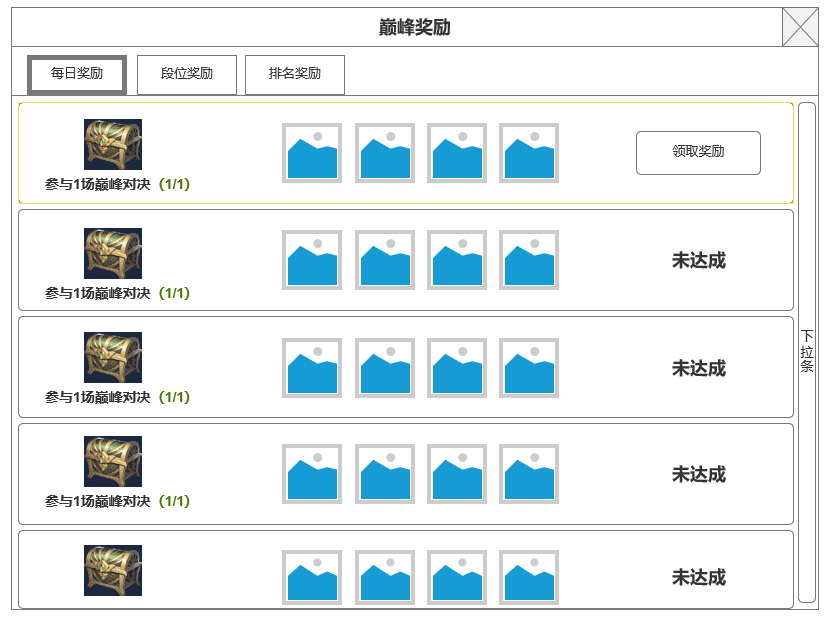 巅峰奖励
每日奖励
段位奖励
排名奖励
参与1场巅峰对决（1/1）
领取奖励
参与1场巅峰对决（1/1）
未达成
参与1场巅峰对决（1/1）
未达成
参与1场巅峰对决（1/1）
未达成
未达成
下拉条